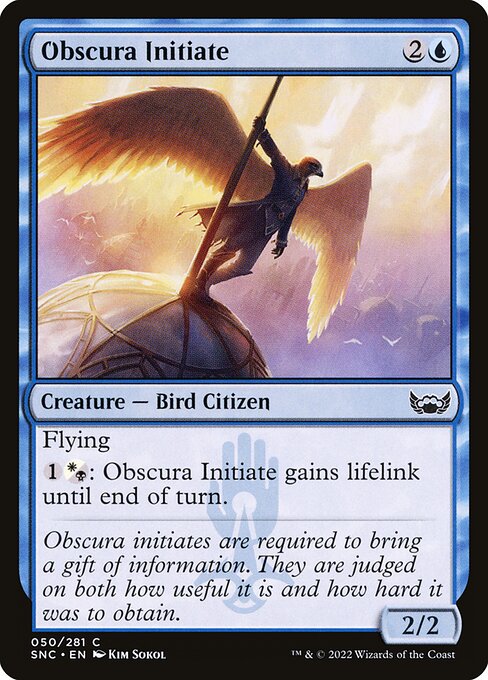 Obscura Initiate 2
Creature — Bird Citizen
Flying
1 : Obscura Initiate gains lifelink
until end of turn.
Obscura initiates are required to bring
a gift of information. They are judged
on both how useful it is and how hard it
was to obtain.
2/2
050/281 C
SNC • EN Kim Sokol
™ & © 2022 Wizards of the Coast